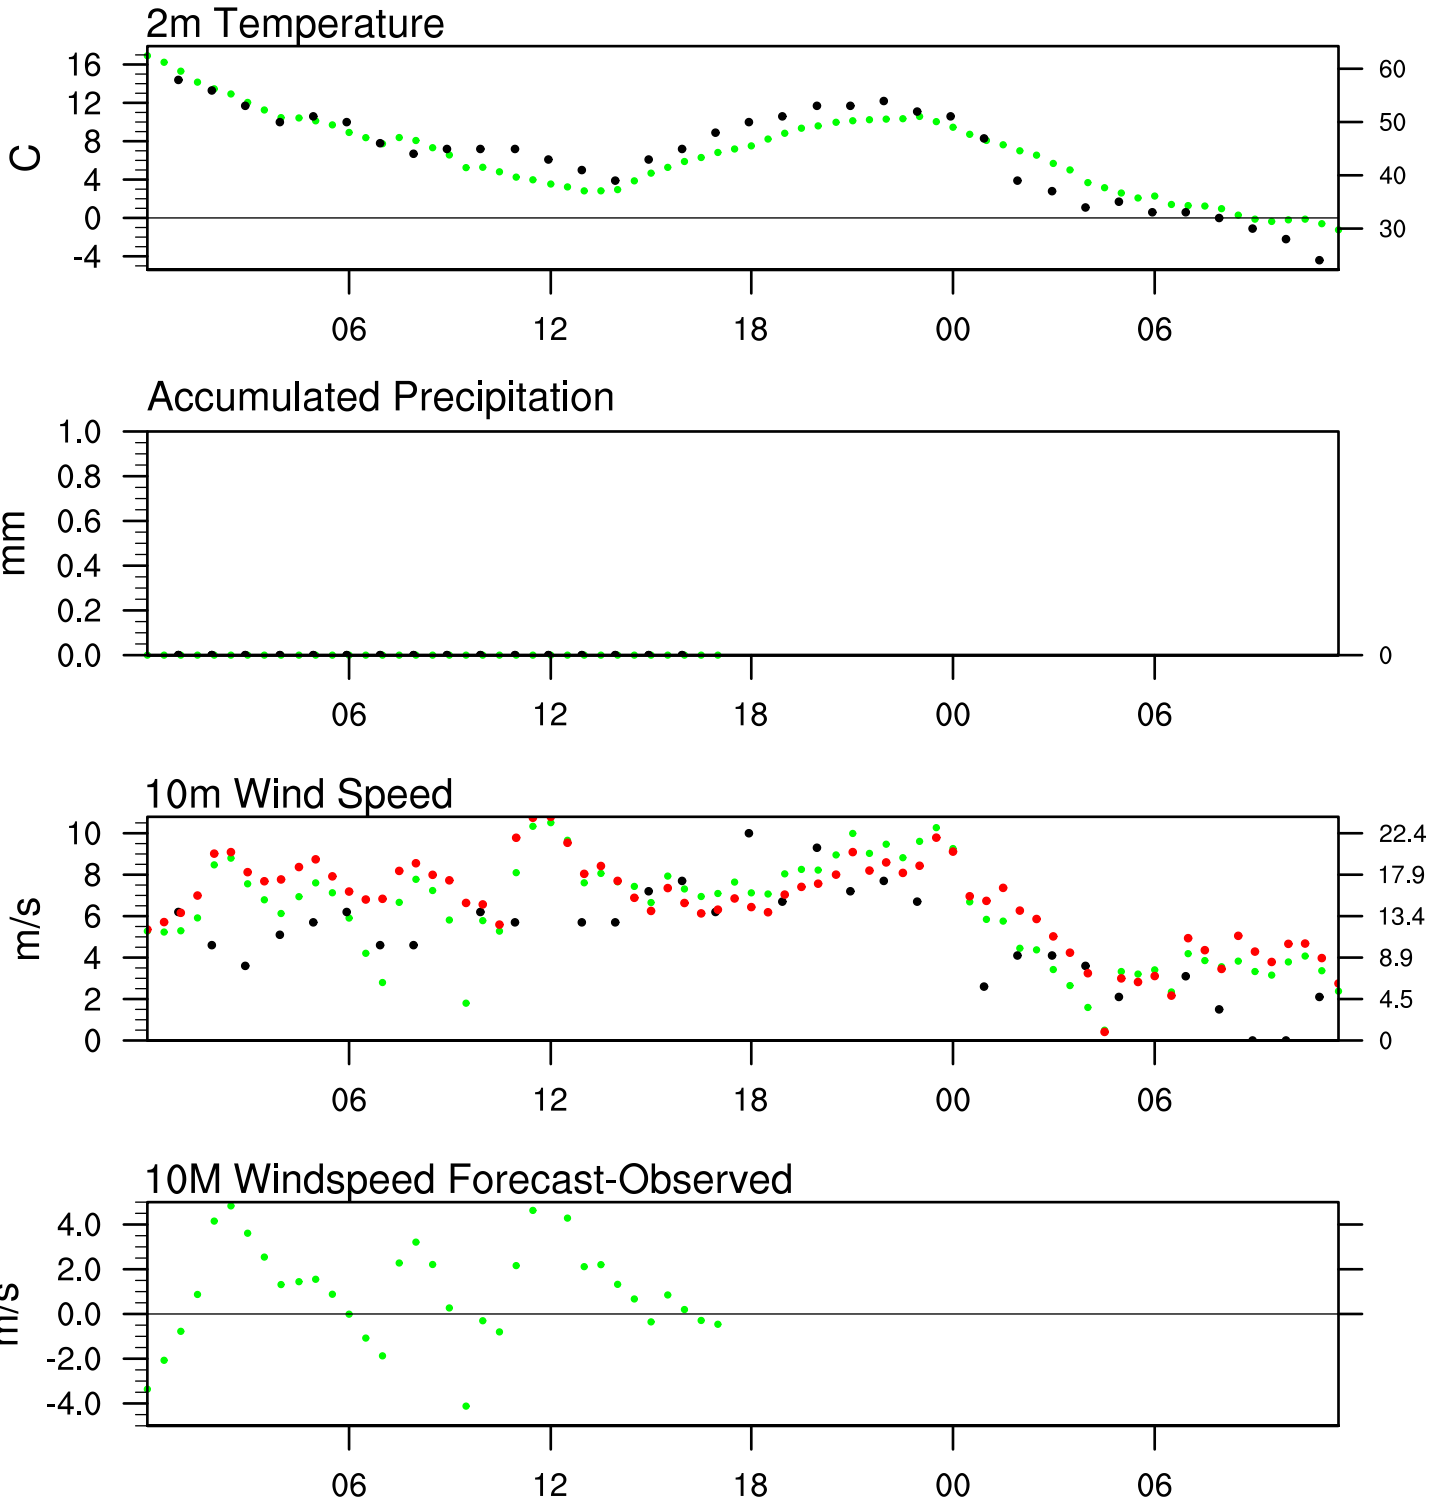 2m Temperature
16
12
8
4
0
-4
C
60
50
40
30
06 12 18 00 06
Accumulated Precipitation
1.0
0.8
0.6
0.4
0.2
0.0
mm
0
06 12 18 00 06
10m Wind Speed
10
8
6
4
2
0
m/s
22.4
17.9
13.4
8.9
4.5
0
06 12 18 00 06
10M Windspeed Forecast-Observed
4.0
2.0
0.0
-2.0
-4.0
m/s
06 12 18 00 06